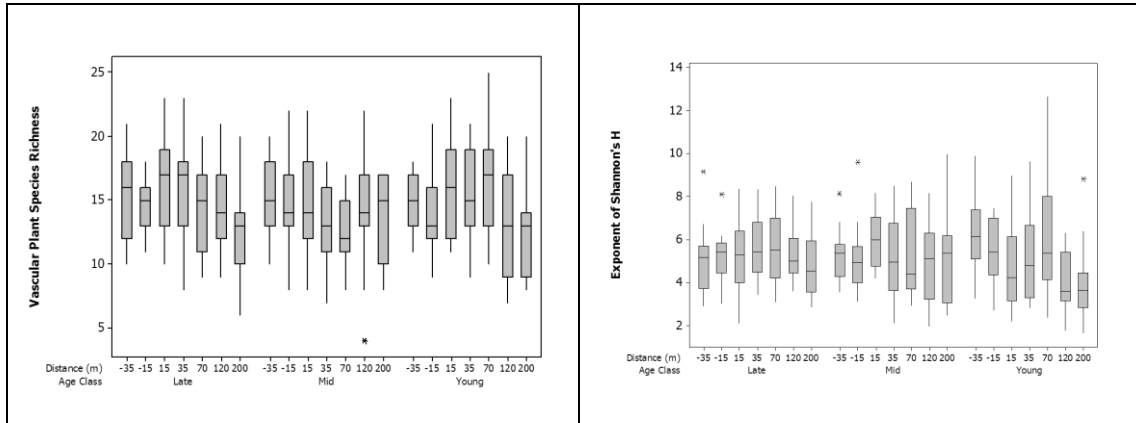 Vascular Plant Species Richness
25
20
15
10
5
Distance (m) -35 -15 15 35 70 120 200 -35 -15 15 35 70 120 200 -35 -15 15 35 70 120 200
Age Class Late Mid Young
Exponent of Shannon's H
14
12
10
8
6
4
2
Distance (m) -35 -15 15 35 70 120 200 -35 -15 15 35 70 120 200 -35 -15 15 35 70 120 200
Age Class Late Mid Young